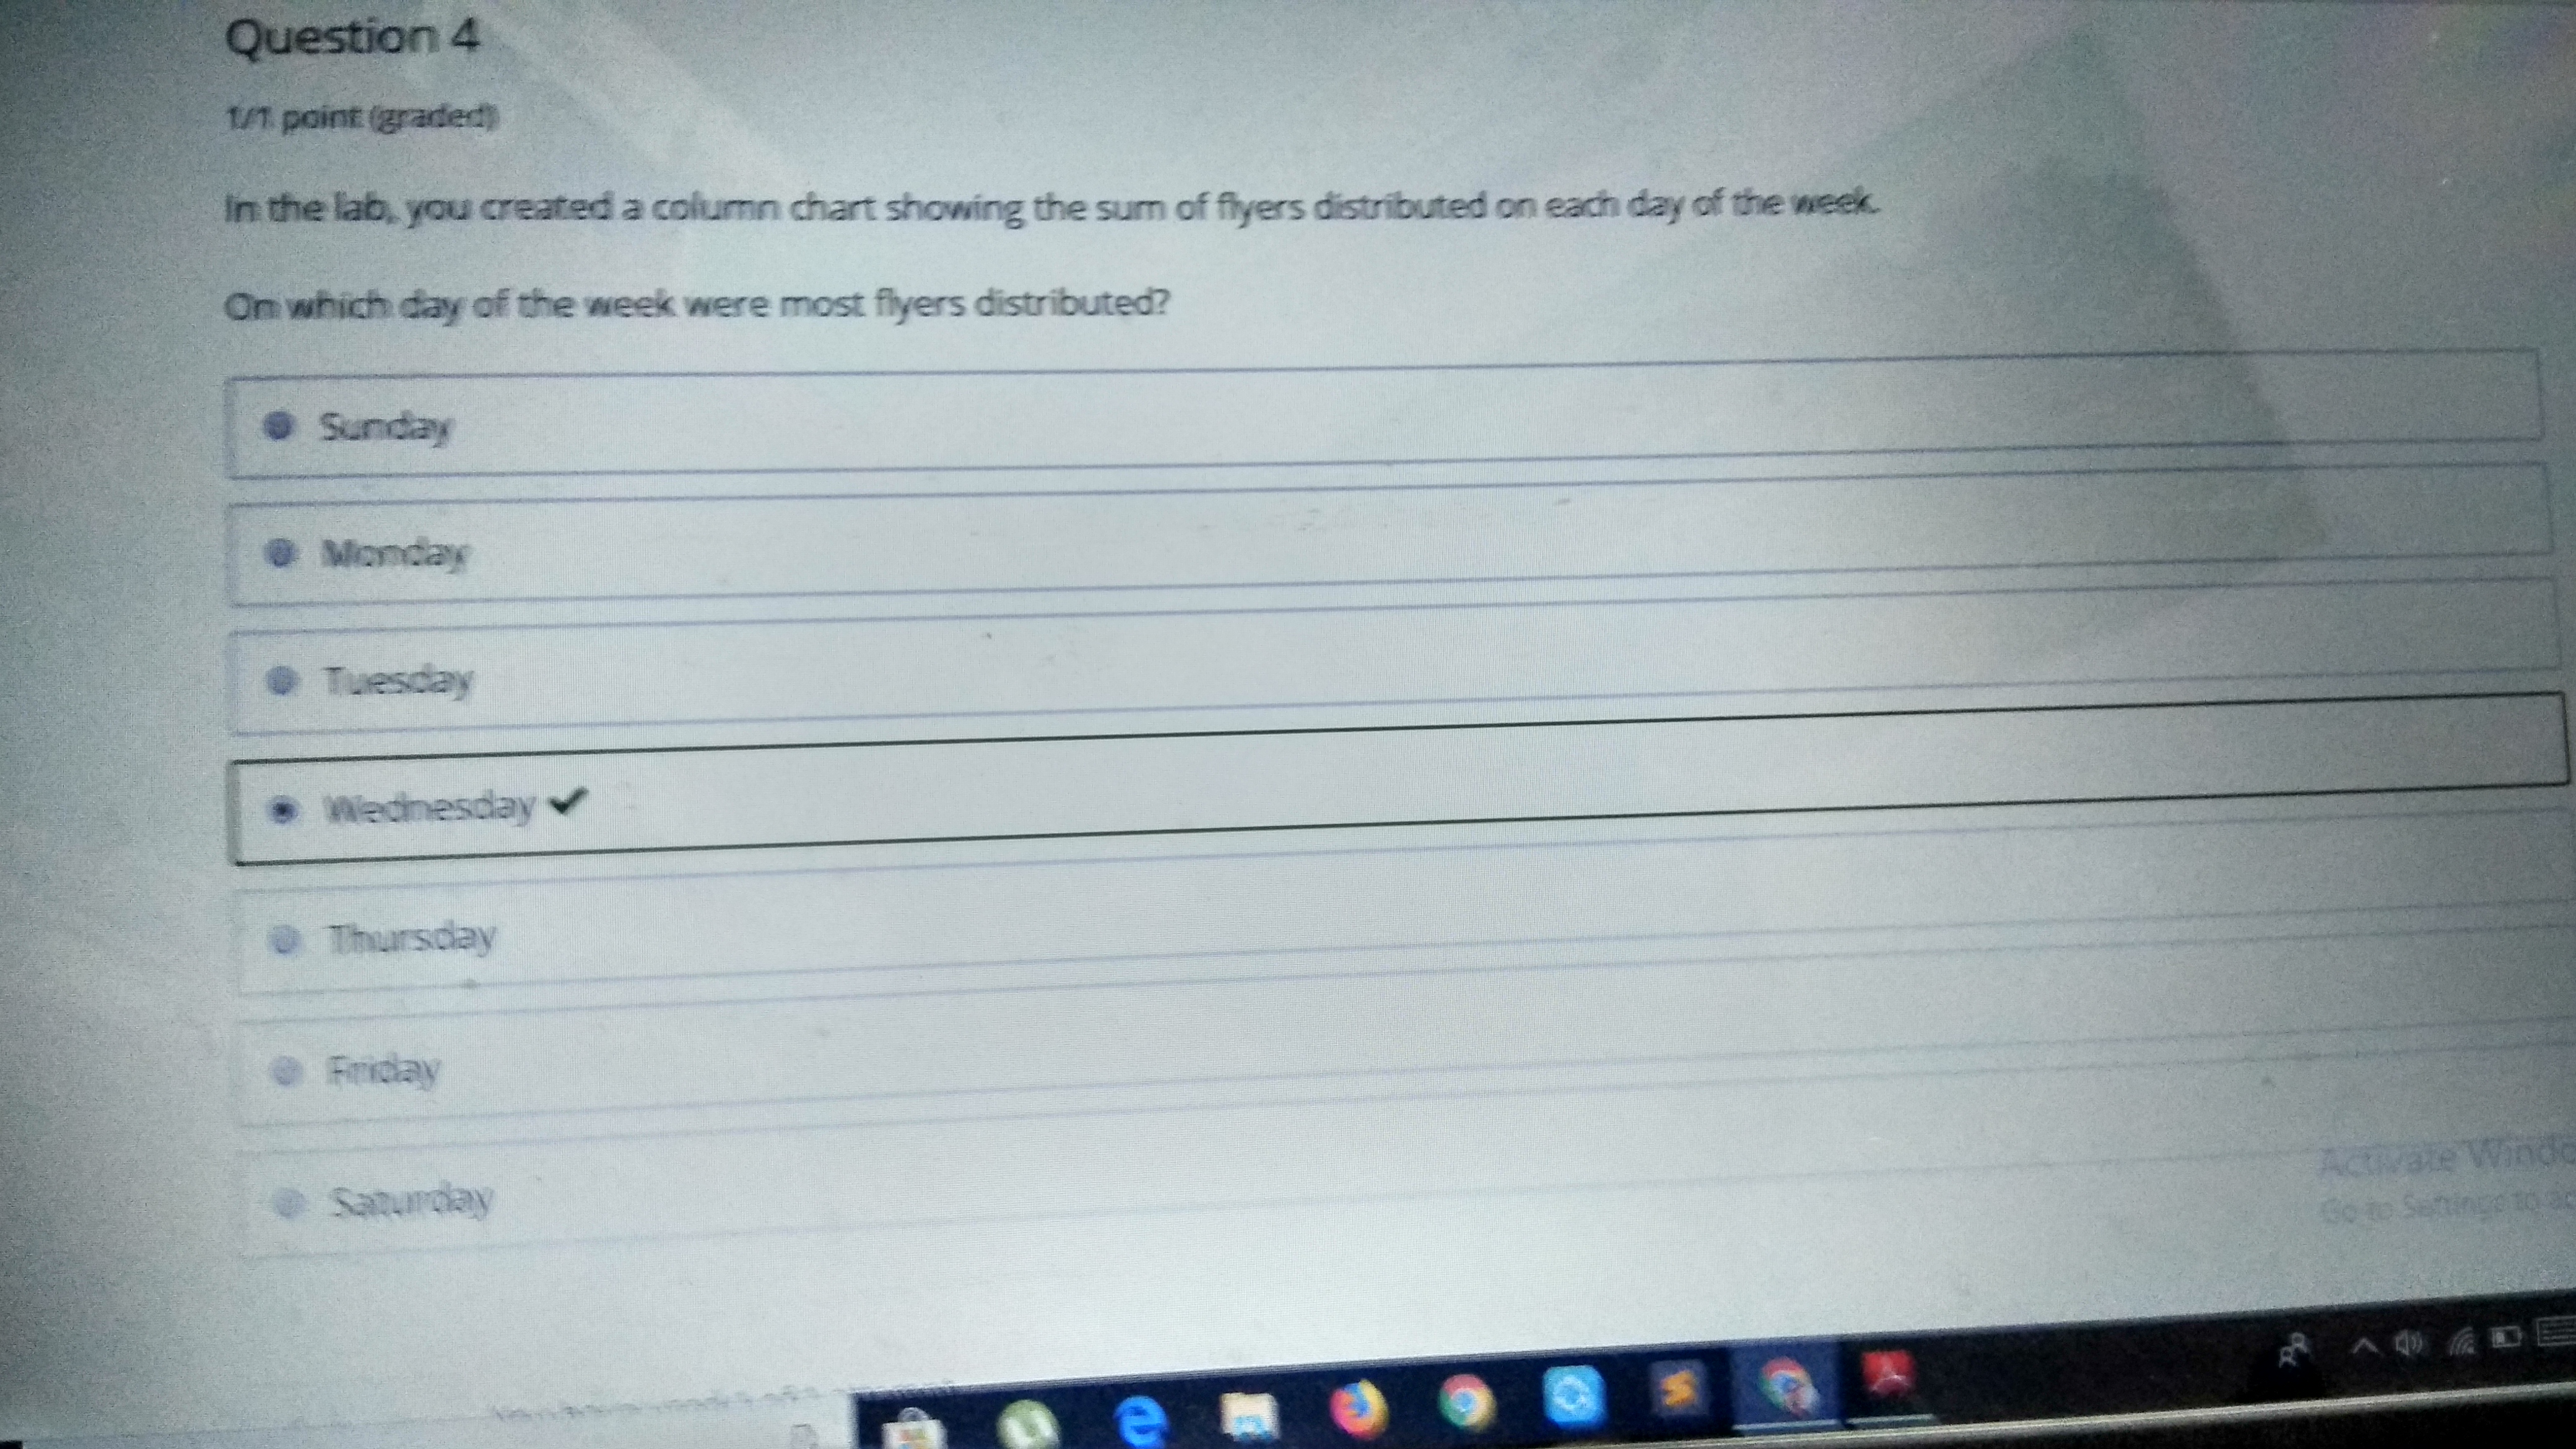 Question 4
1/1 point (graded)
In the lab, you created a column chart showing the sum of flyers distributed on each day of the week.
On which day of the week were most flyers distributed?
Sunday
Monday
Tuesday
Wednesday
Thursday
Friday
Saturday
Activate Windo
Go to Settings to a